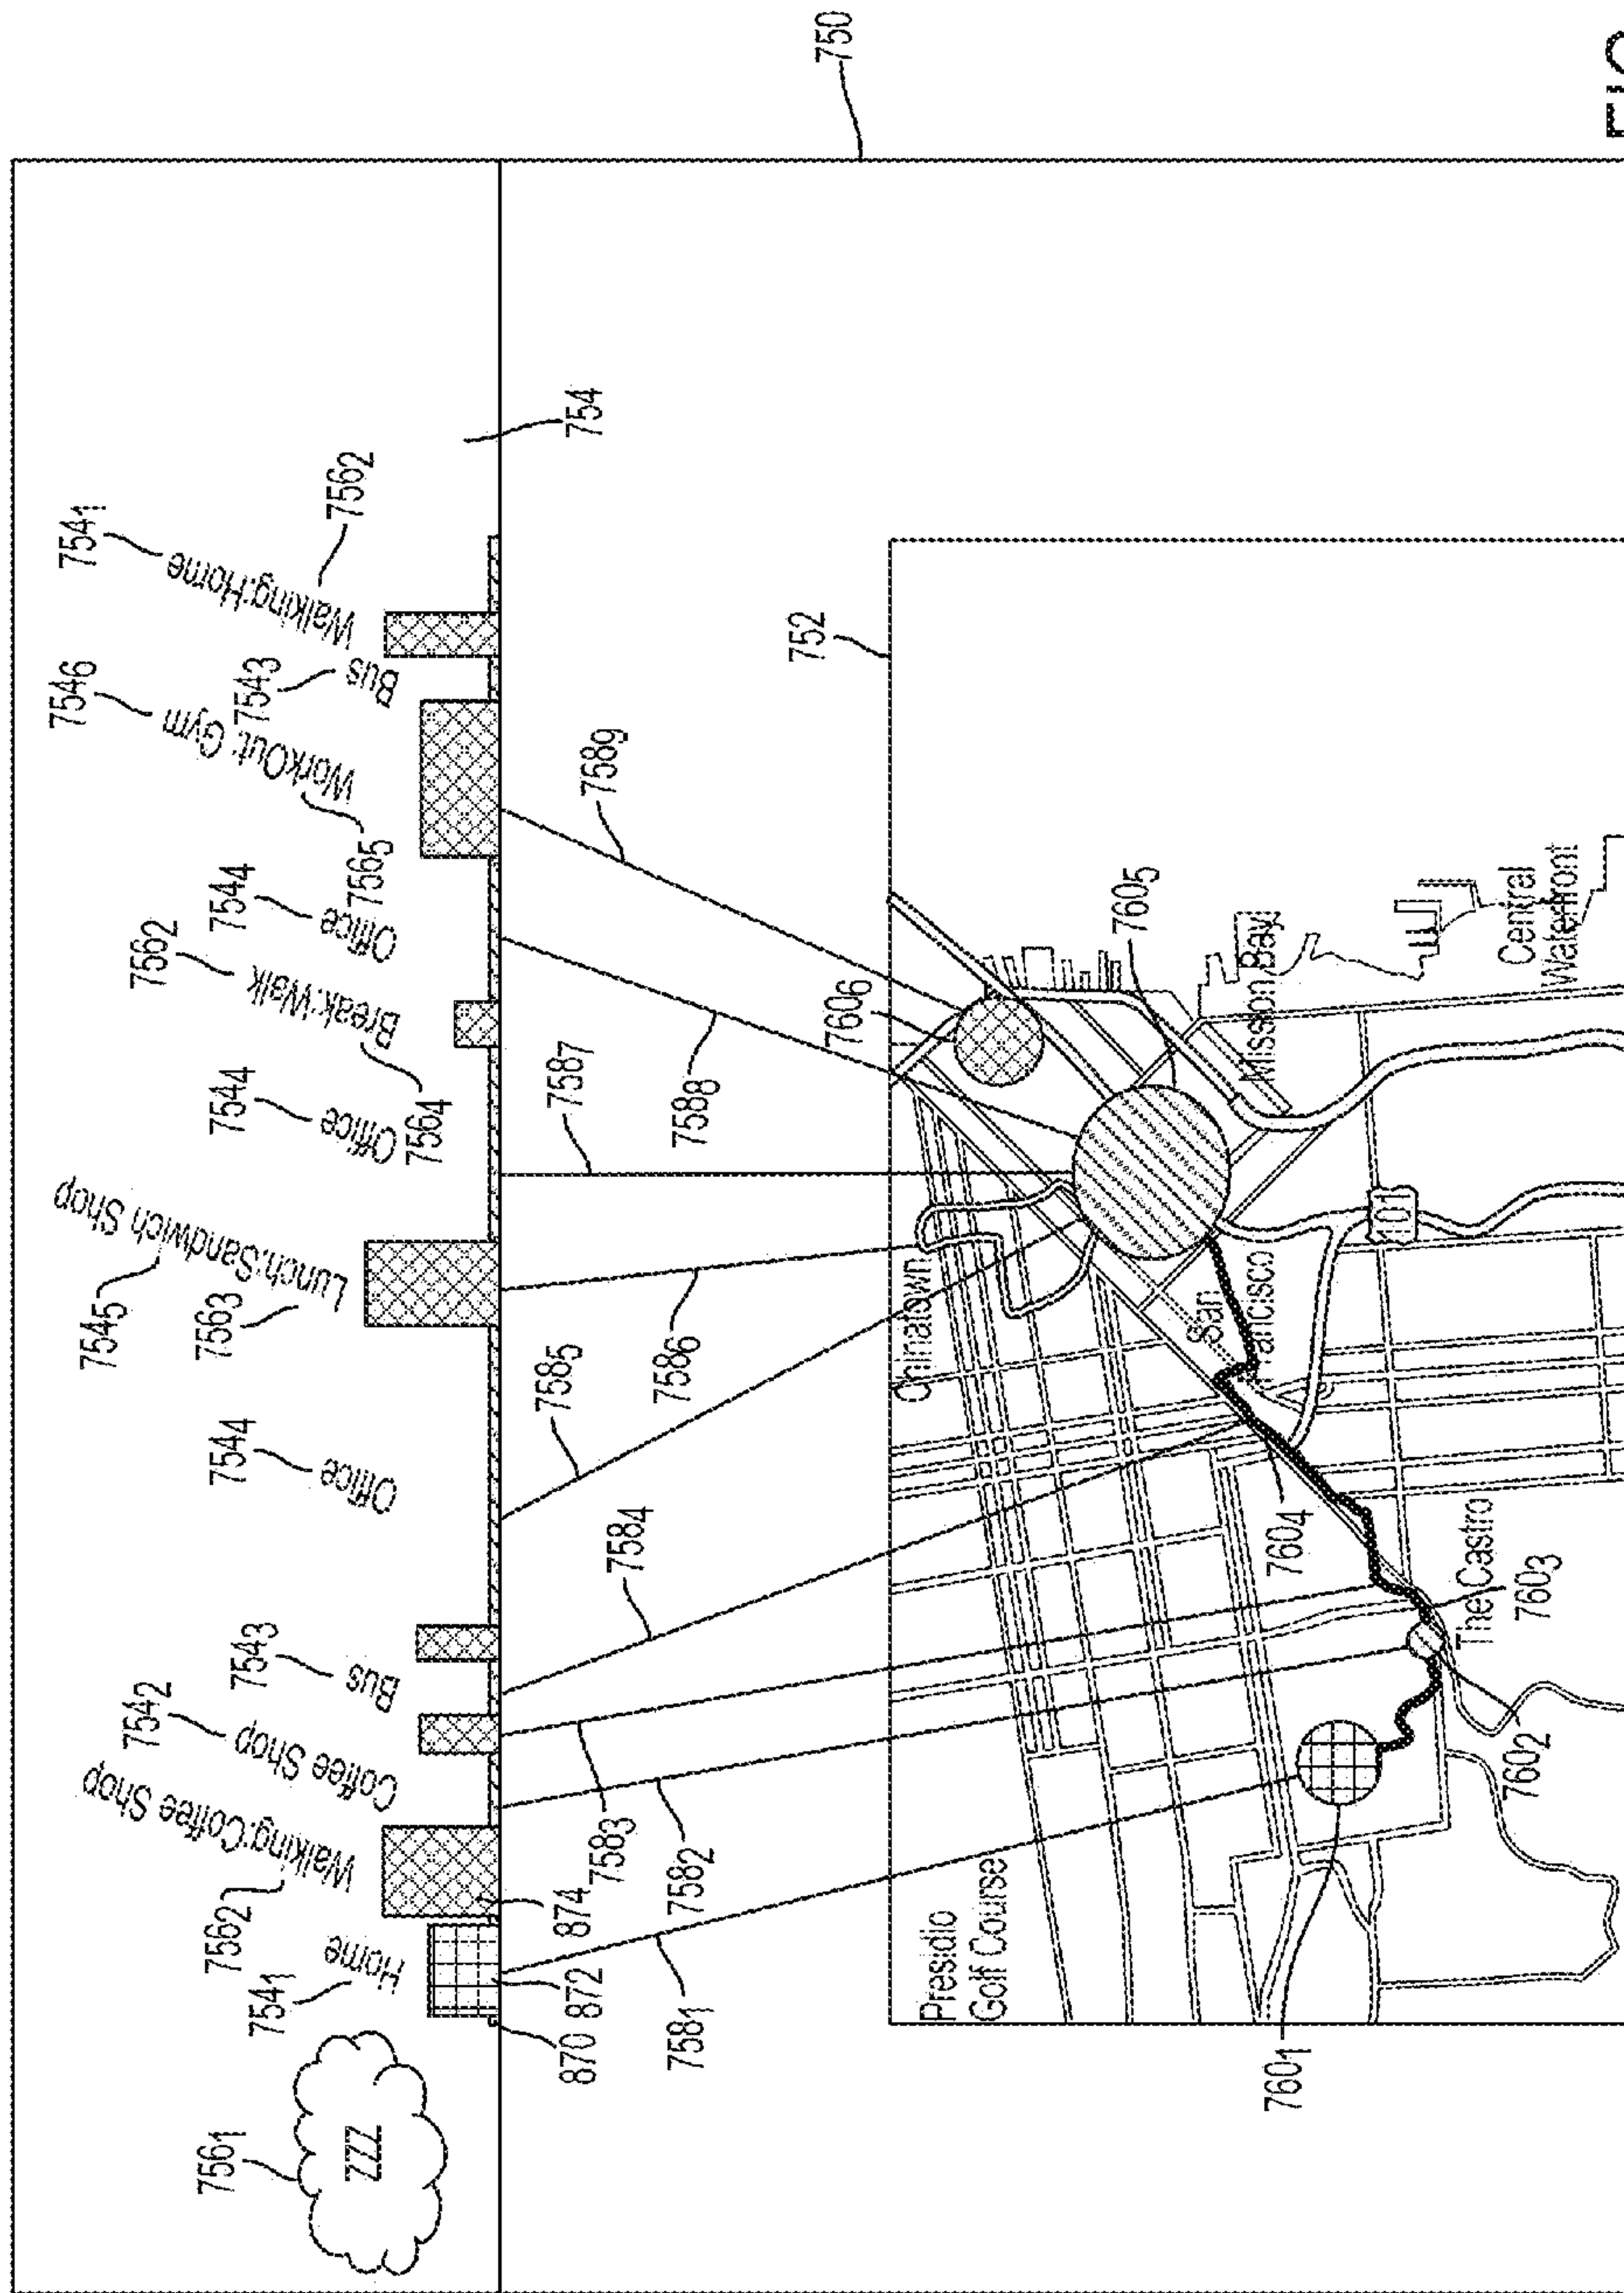 756₁
ZZZ
754₁
Home
756₂
Walking:Coffee Shop
754₂
Coffee Shop
754₃
Bus
754₄
Office
754₅
756₃
Lunch:Sandwich Shop
754₄
Office
756₄
756₂
Break:Walk
754₄
Office
756₅
754₆
WorkOut: Gym
754₃
Bus
754₁
Walking:Home
756₂
754
870
872
874
758₁
758₂
758₃
758₄
758₅
758₆
758₇
758₈
758₉
750
752
Presidio
Golf Course
Chinatown
760₆
760₅
San
Francisco
Mission Bay
Central
Waterfront
101
760₁
760₂
760₄
The Castro
760₃